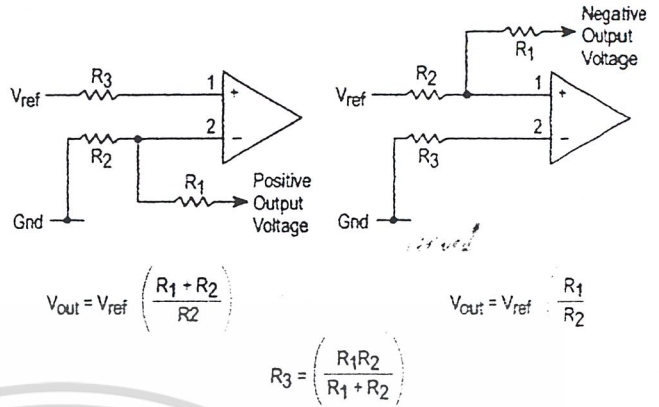 Negative
Output
Voltage
R1
R3
Vref
1
+
2
−
R2
R1
Positive
Output
Voltage
Gnd
R2
Vref
1
+
2
−
R3
Gnd
Vout = Vref ( R1 + R2 / R2 )
Vout = Vref R1 / R2
R3 = ( R1R2 / R1 + R2 )